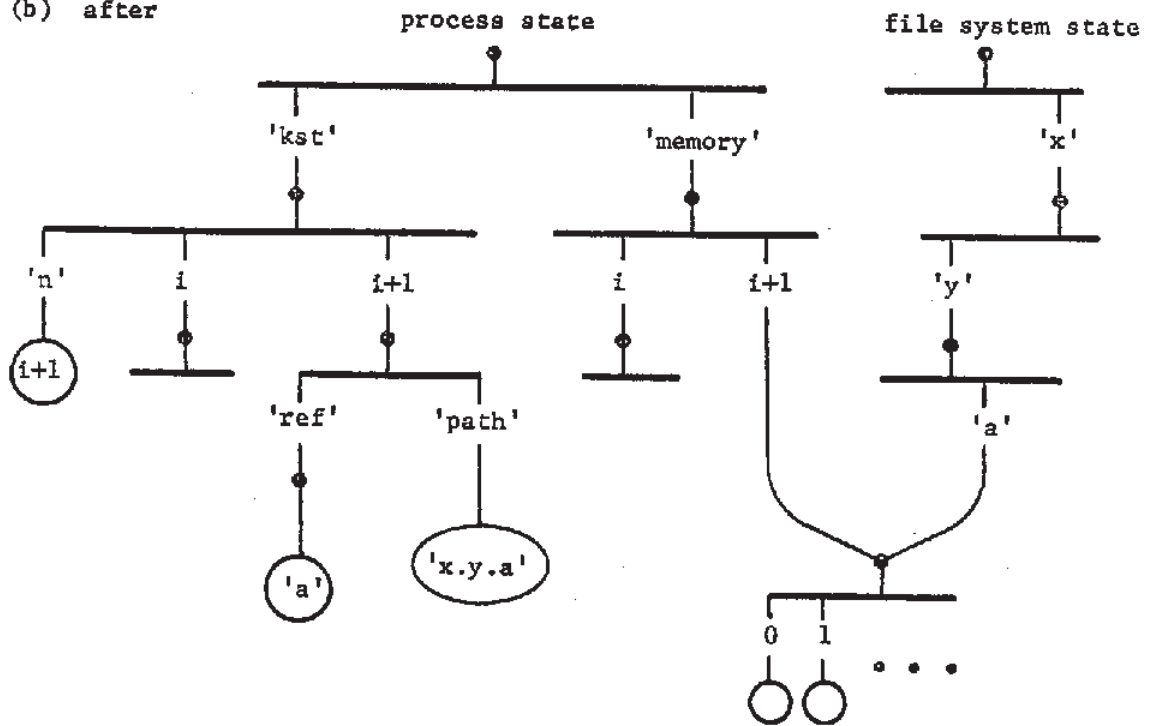 (b) after
process state
file system state
'kst'
'memory'
'x'
'n'
i
i+1
i
i+1
'y'
i+1
'ref'
'path'
'a'
'a'
'x.y.a'
0 1